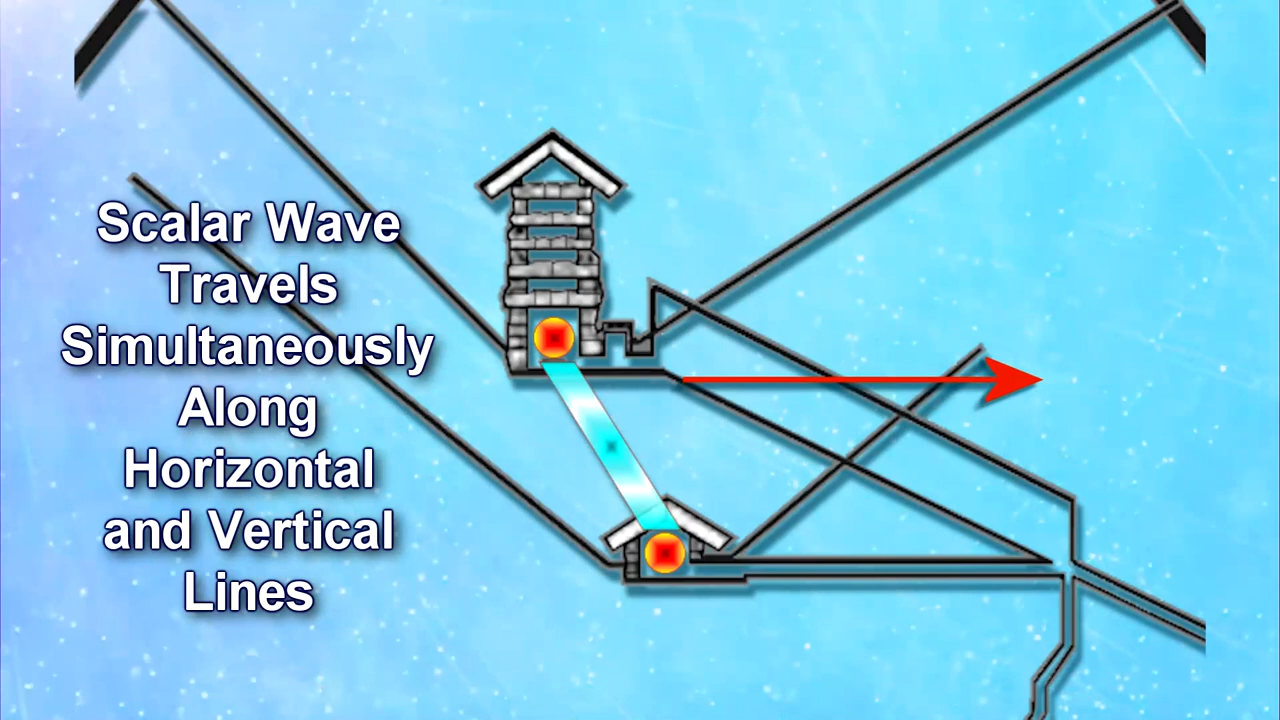 Scalar Wave
Travels
Simultaneously
Along
Horizontal
and Vertical
Lines